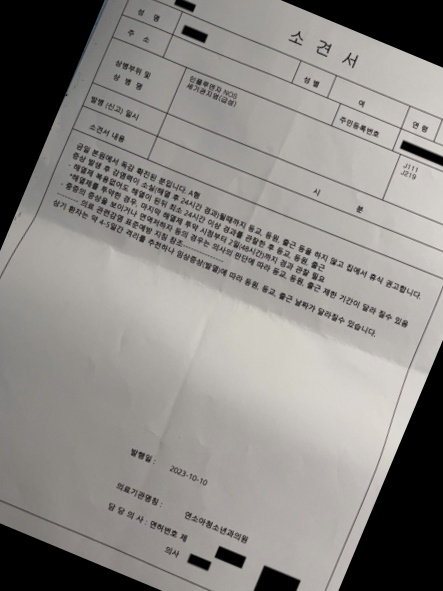 소 견 서
성 명
주 소
성 별
여
연 령
주민등록번호
상병부위 및
상 병 명
인플루엔자 NOS
세기관지염(급성)
J111
J219
발병 (신고) 일시
시 분
소견서 내용
금일 본원에서 독감 확진된 분입니다. A형
증상 발생 후 감염력이 소실(해열 후 24시간 경과)될때까지 등교, 등원, 출근 등을 하지 않고 집에서 휴식 권고합니다.
- 해열제 복용없이도 해열이 된뒤 최소 24시간 이상 경과를 관찰한 후 등교, 등원, 출근
*해열제를 투약한 경우, 마지막 해열제 투약 시점부터 2일(48시간)까지 경과 관찰 필요
- 중증의 증상을 보이거나 면역저하자 등의 경우는 의사의 판단에 따라 등교, 등원, 출근 제한 기간이 달라 질수 있음
의료 관련감염 표준예방 지침 참조
상기 환자는 약 4-5일간 격리를 추천하나 임상증상(발열)에 따라 등원, 등교, 출근 날짜가 달라질수 있습니다.
발행일 : 2023-10-10
의료기관명칭 : 연소아청소년과의원
담 당 의 사 : 면허번호 제
의사